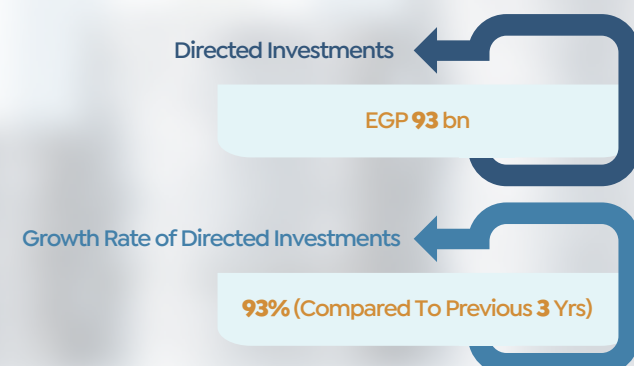 Directed Investments
EGP 93 bn
Growth Rate of Directed Investments
93% (Compared To Previous 3 Yrs)